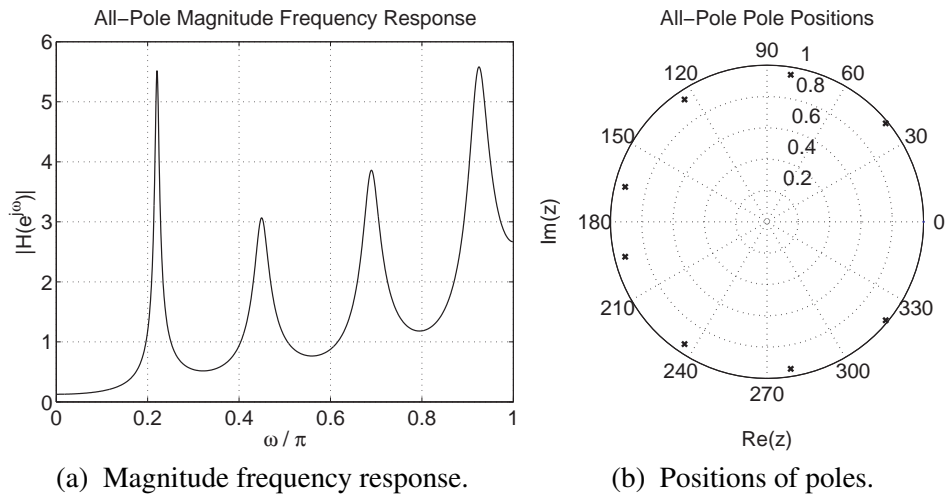 All-Pole Magnitude Frequency Response
6
5
4
3
2
1
0
|H(e^{jω})|
0 0.2 0.4 0.6 0.8 1
ω / π
(a) Magnitude frequency response.
All-Pole Pole Positions
90 1
120 60
0.8
0.6
150 30
0.4
0.2
180 0
210 330
240 300
270
Im(z)
Re(z)
(b) Positions of poles.